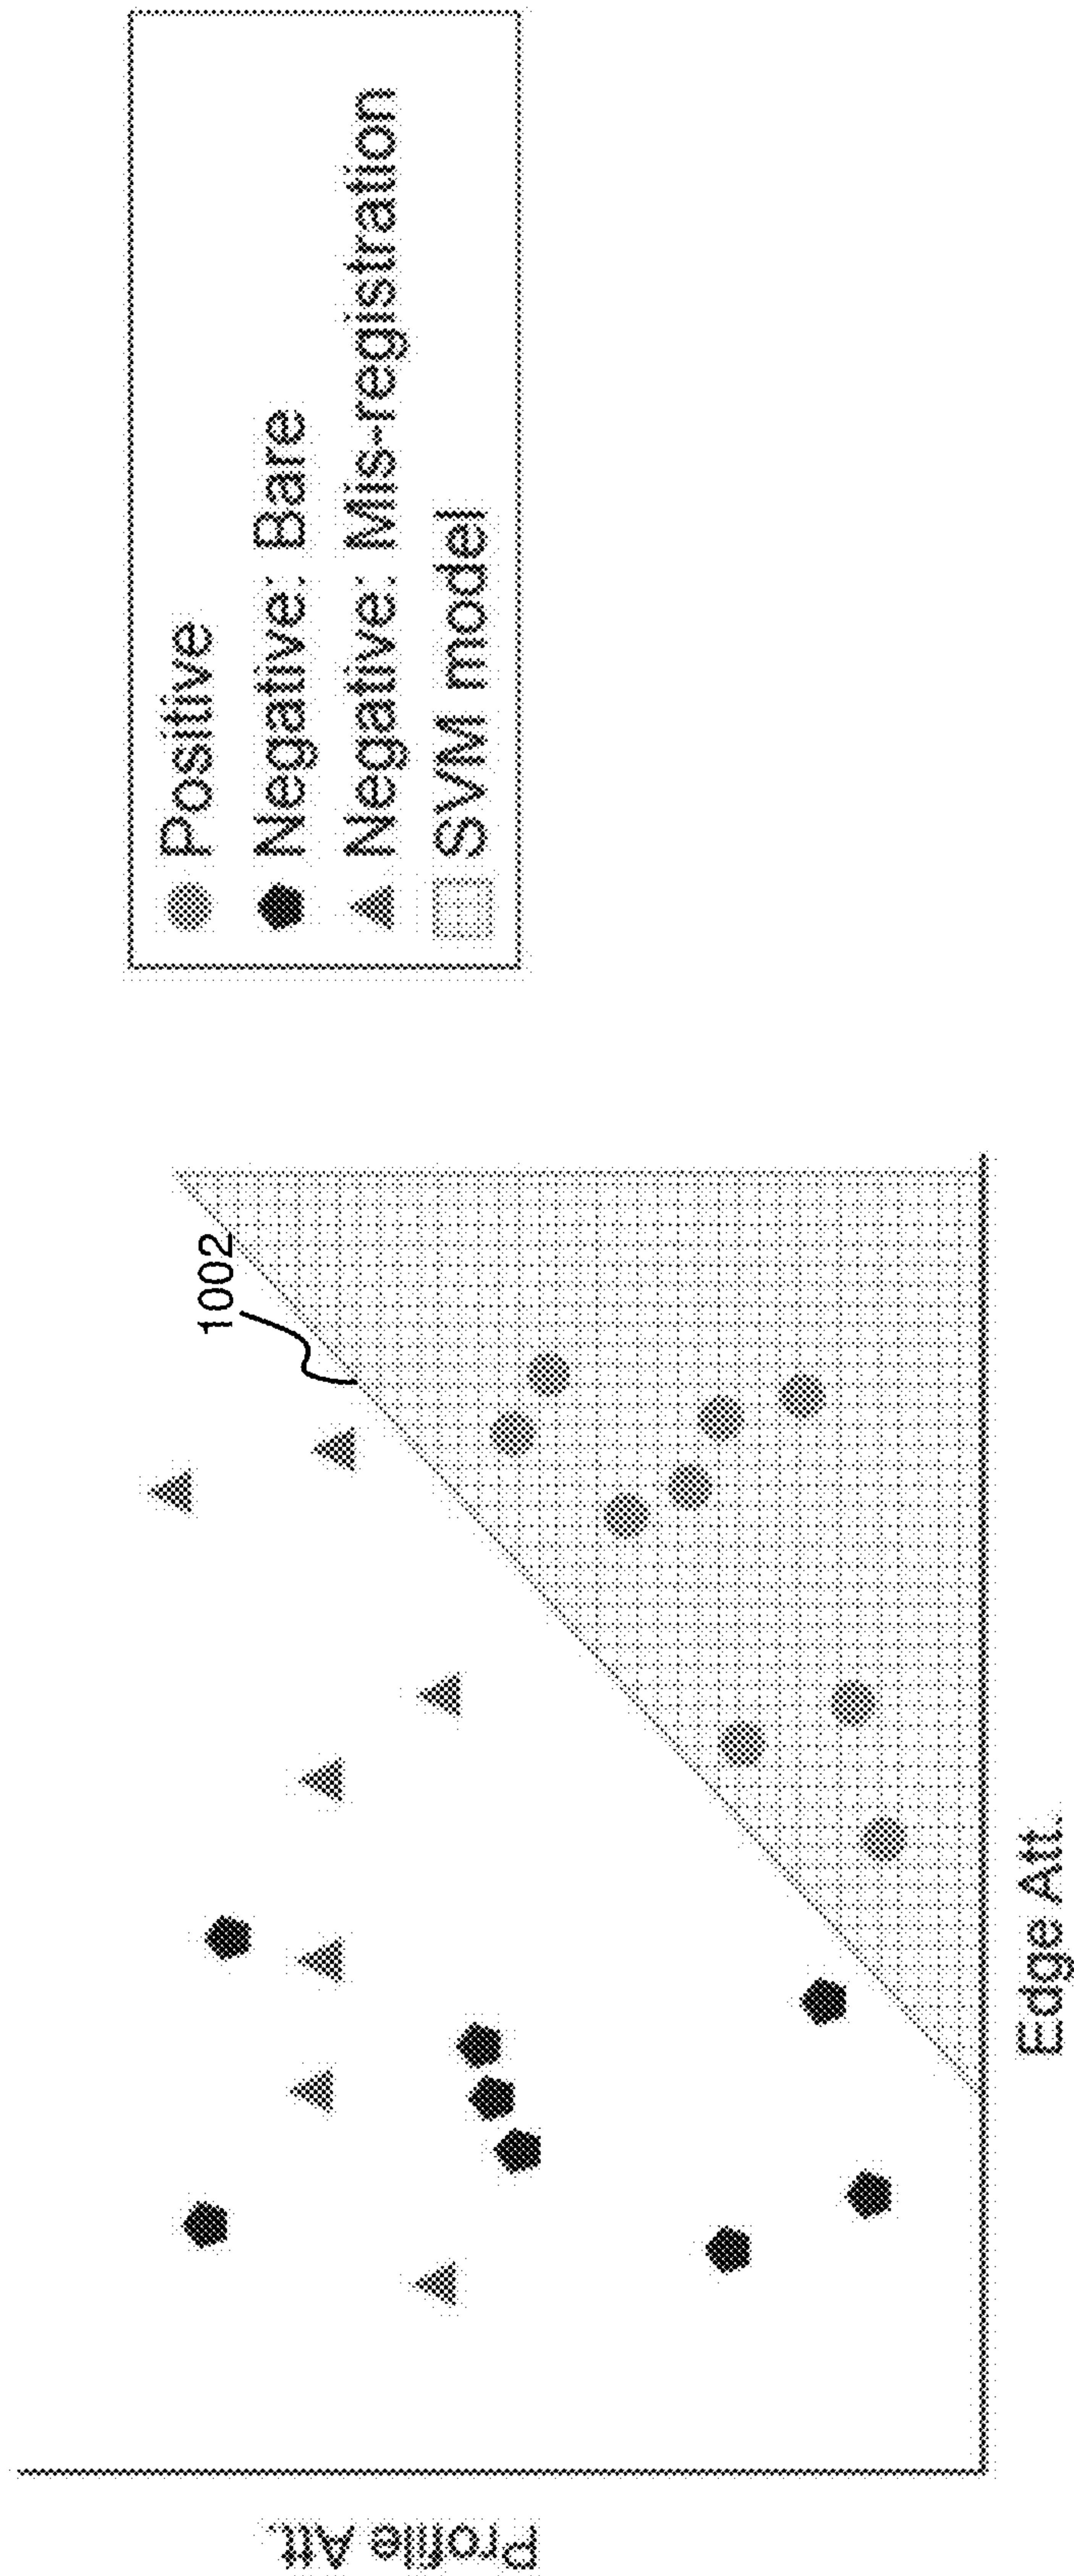 Positive
Negative: Bare
Negative: Mis-registration
SVM model
1002
Profile Att.
Edge Att.